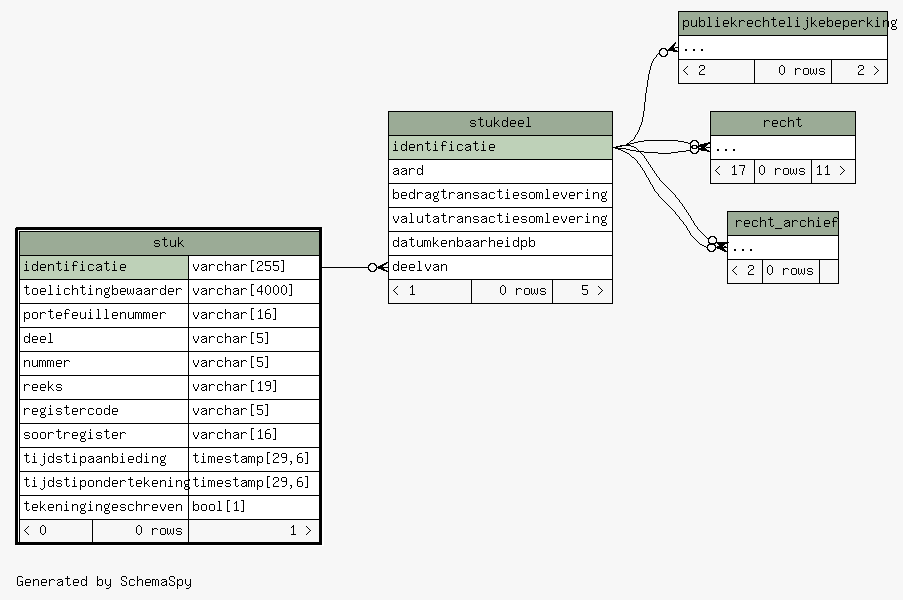 publiekrechtelijkebeperking
...
< 2 0 rows 2 >
stukdeel
identificatie
aard
bedragtransactiesomlevering
valutatransactiesomlevering
datumkenbaarheidpb
deelvan
< 1 0 rows 5 >
recht
...
< 17 0 rows 11 >
recht_archief
...
< 2 0 rows
stuk
identificatie varchar[255]
toelichtingbewaarder varchar[4000]
portefeuillenummer varchar[16]
deel varchar[5]
nummer varchar[5]
reeks varchar[19]
registercode varchar[5]
soortregister varchar[16]
tijdstipaanbieding timestamp[29,6]
tijdstipondertekening timestamp[29,6]
tekeningingeschreven bool[1]
< 0 0 rows 1 >
Generated by SchemaSpy